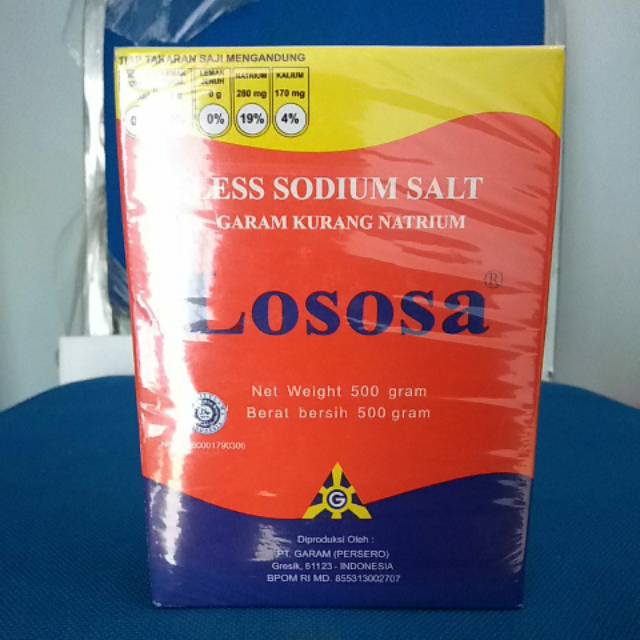 TIAP TAKARAN SAJI MENGANDUNG
LEMAK JENUH
0 g
0%
NATRIUM
280 mg
19%
KALIUM
170 mg
4%
LESS SODIUM SALT
GARAM KURANG NATRIUM
Lososa®
Net Weight 500 gram
Berat bersih 500 gram
G
Diproduksi Oleh :
PT. GARAM (PERSERO)
Gresik, 61123 - INDONESIA
BPOM RI MD. 855313002707